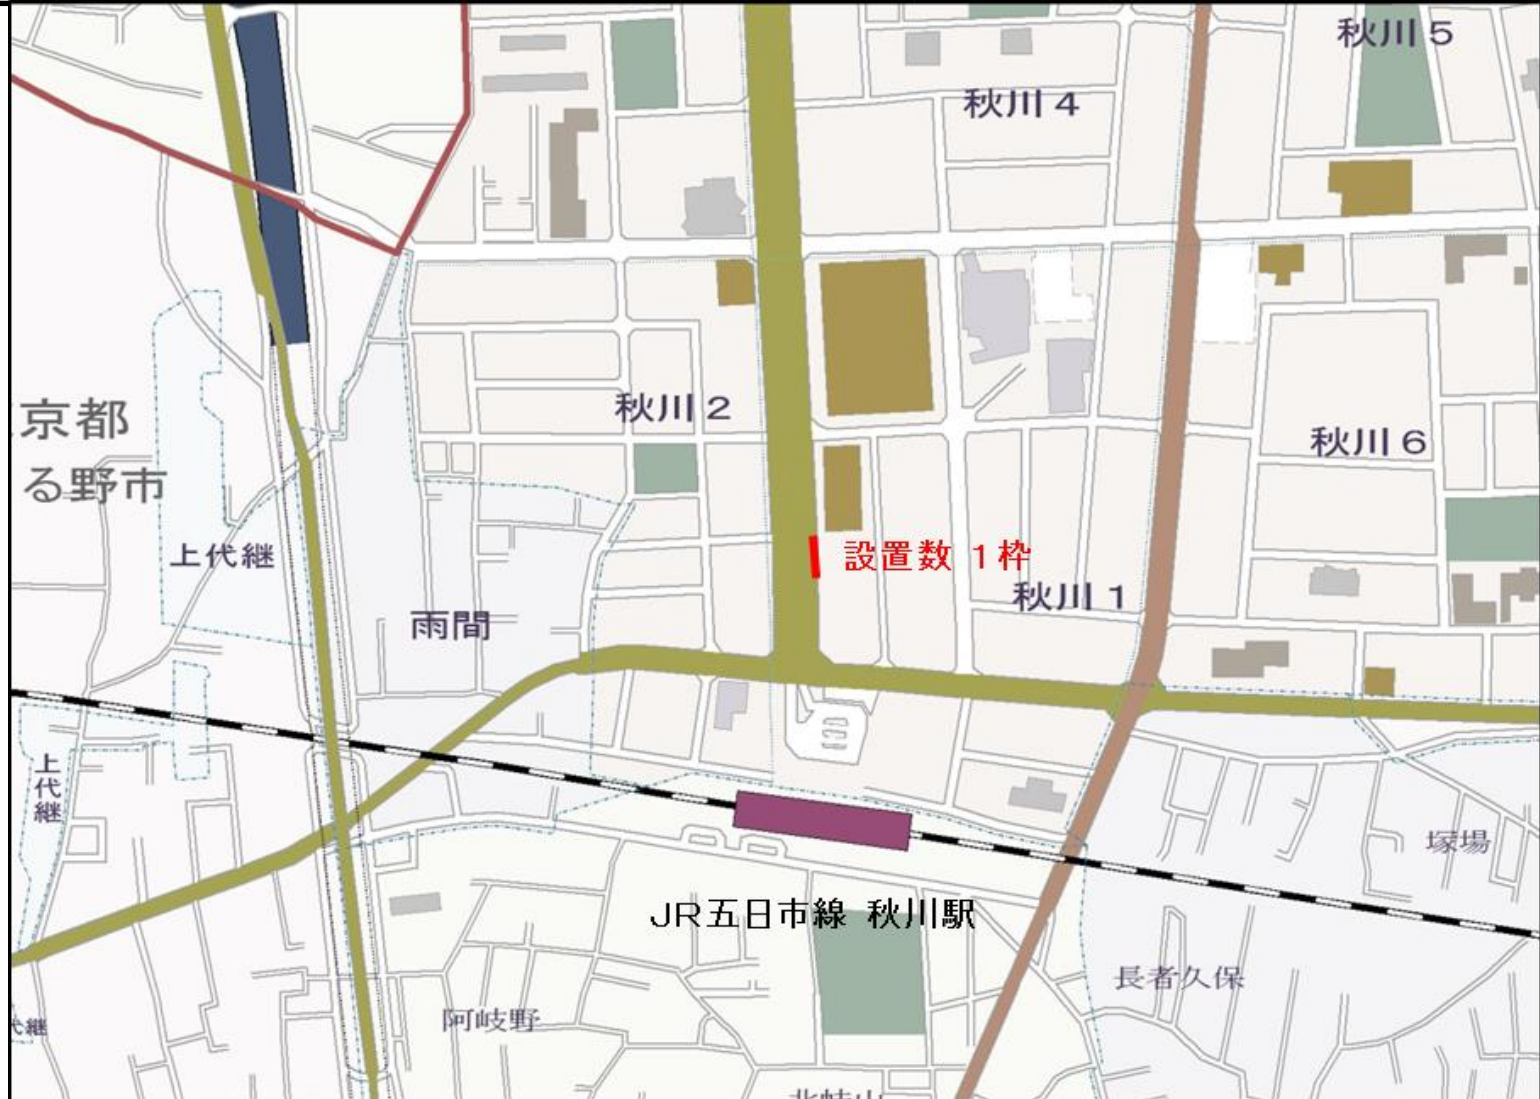 秋川5
秋川4
秋川2
京都
る野市
秋川6
上代継
設置数 1枠
秋川1
雨間
上代継
塚場
JR五日市線 秋川駅
長者久保
阿岐野
代継